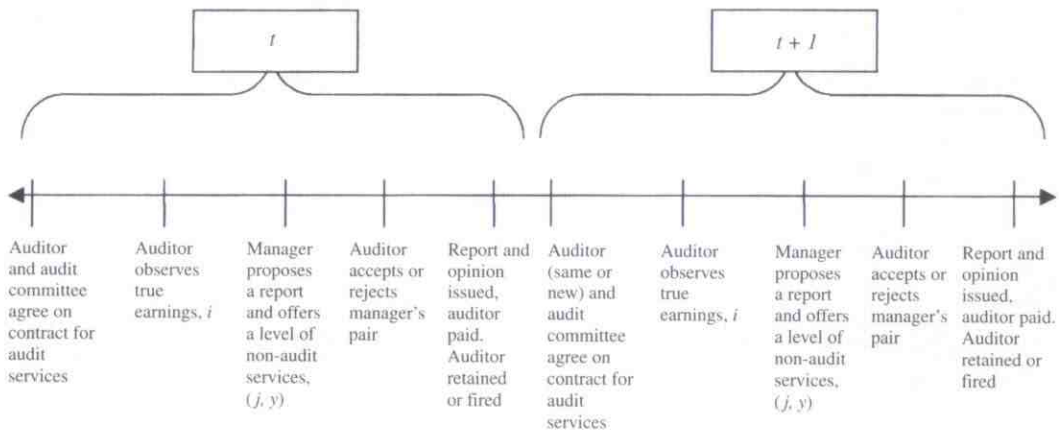 t
t + 1
Auditor
and audit
committee
agree on
contract for
audit
services
Auditor
observes
true
earnings, i
Manager
proposes
a report
and offers
a level of
non-audit
services,
(j, y)
Auditor
accepts or
rejects
manager's
pair
Report and
opinion
issued,
auditor
paid.
Auditor
retained
or fired
Auditor
(same or
new) and
audit
committee
agree on
contract for
audit
services
Auditor
observes
true
earnings, i
Manager
proposes
a report
and offers
a level of
non-audit
services,
(j, y)
Auditor
accepts or
rejects
manager's
pair
Report and
opinion
issued,
auditor paid.
Auditor
retained or
fired